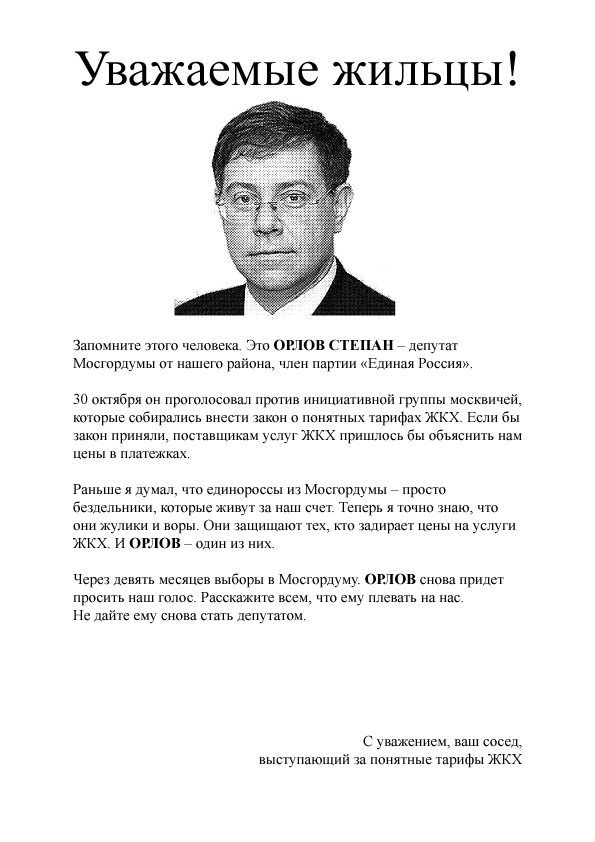 Уважаемые жильцы!
Запомните этого человека. Это ОРЛОВ СТЕПАН – депутат
Мосгордумы от нашего района, член партии «Единая Россия».
30 октября он проголосовал против инициативной группы москвичей,
которые собирались внести закон о понятных тарифах ЖКХ. Если бы
закон приняли, поставщикам услуг ЖКХ пришлось бы объяснить нам
цены в платежках.
Раньше я думал, что единороссы из Мосгордумы – просто
бездельники, которые живут за наш счет. Теперь я точно знаю, что
они жулики и воры. Они защищают тех, кто задирает цены на услуги
ЖКХ. И ОРЛОВ – один из них.
Через девять месяцев выборы в Мосгордуму. ОРЛОВ снова придет
просить наш голос. Расскажите всем, что ему плевать на нас.
Не дайте ему снова стать депутатом.
С уважением, ваш сосед,
выступающий за понятные тарифы ЖКХ